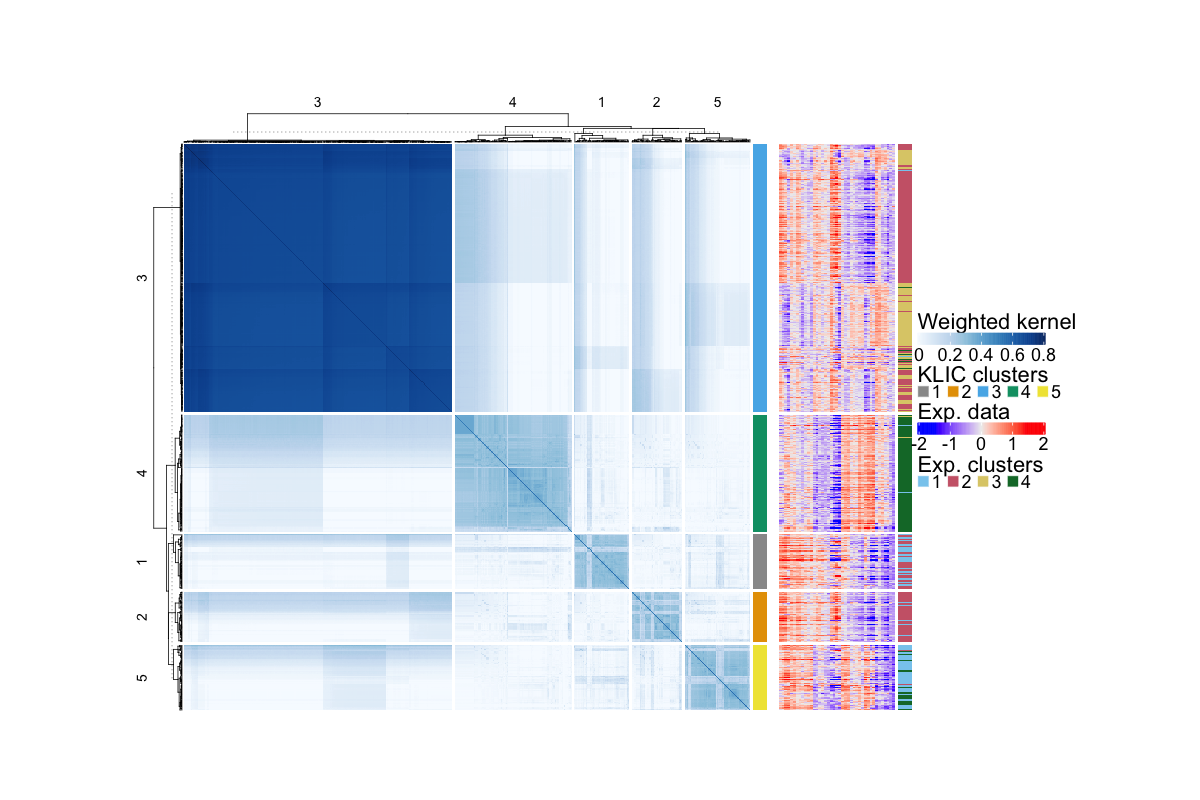 3 4 1 2 5
3
4
1
2
5
Weighted kernel
0 0.2 0.4 0.6 0.8
KLIC clusters
1 2 3 4 5
Exp. data
-2 -1 0 1 2
Exp. clusters
1 2 3 4